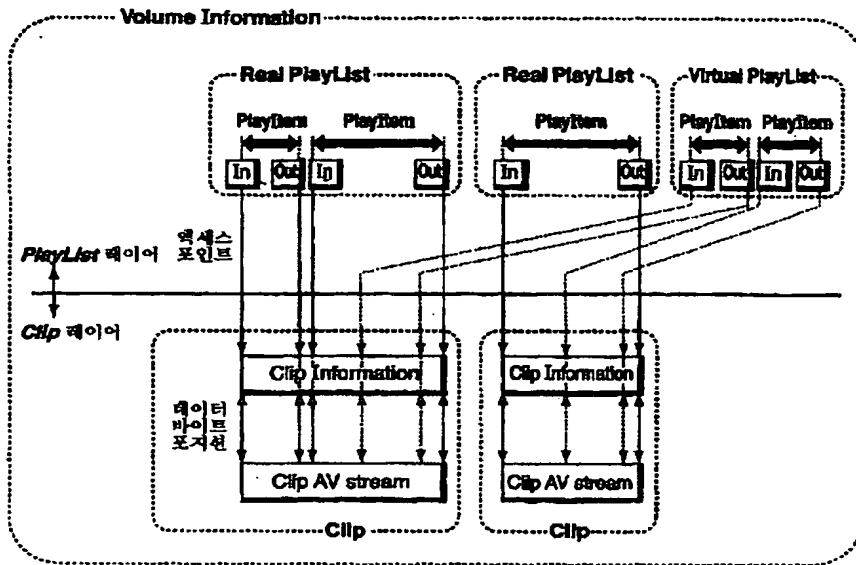 Volume Information
Real PlayList
Real PlayList
Virtual PlayList
PlayItem
PlayItem
PlayItem
PlayItem
PlayItem
In
Out
In
Out
In
Out
In
Out
In
Out
액세스
포인트
PlayList 레이어
Clip 레이어
Clip Information
Clip Information
데이터
바이트
포지션
Clip AV stream
Clip AV stream
Clip
Clip